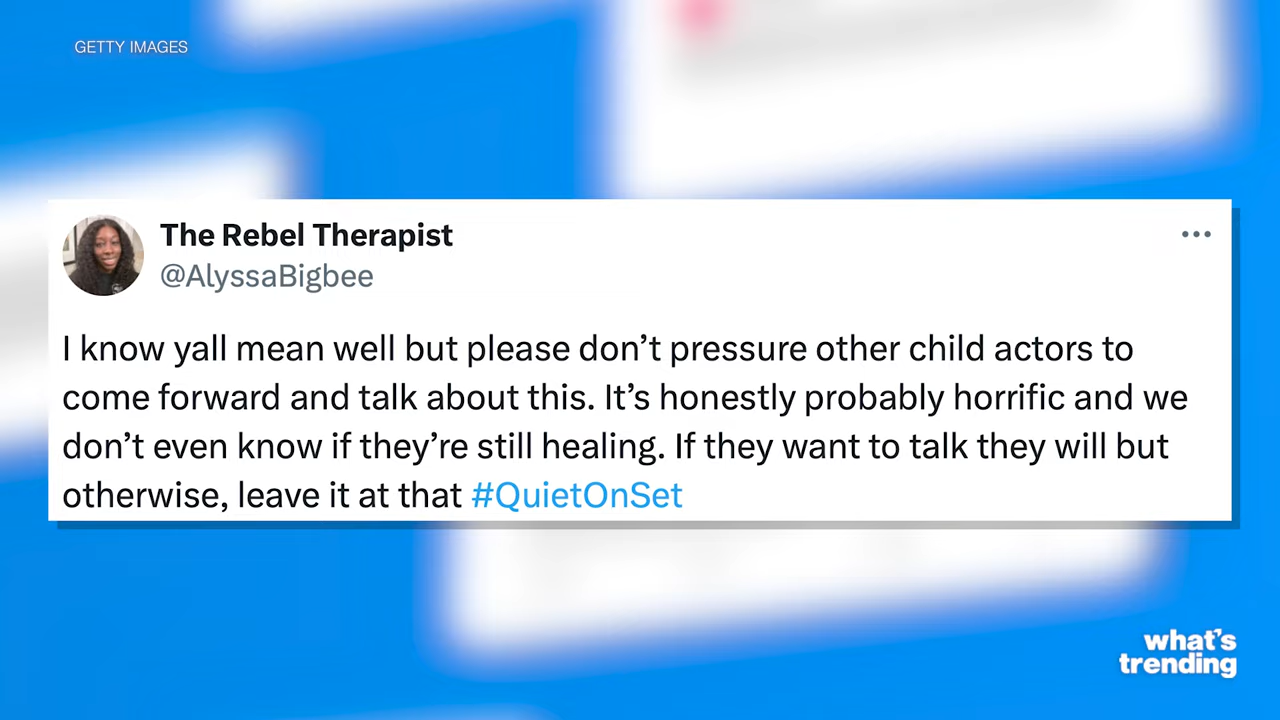 GETTY IMAGES
The Rebel Therapist
@AlyssaBigbee
I know yall mean well but please don’t pressure other child actors to
come forward and talk about this. It’s honestly probably horrific and we
don’t even know if they’re still healing. If they want to talk they will but
otherwise, leave it at that #QuietOnSet
what's
trending